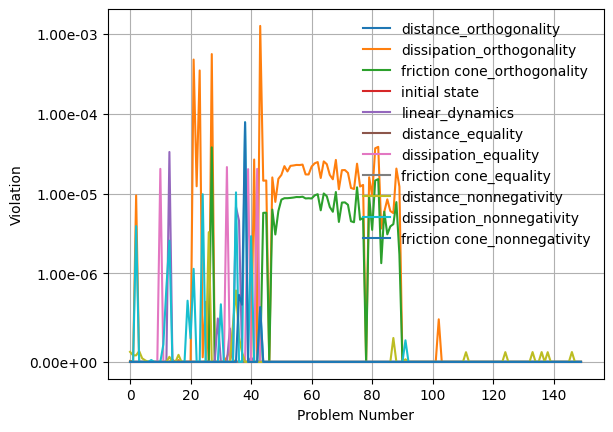 1.00e-03
1.00e-04
1.00e-05
1.00e-06
0.00e+00
Violation
distance_orthogonality
dissipation_orthogonality
friction cone_orthogonality
initial state
linear_dynamics
distance_equality
dissipation_equality
friction cone_equality
distance_nonnegativity
dissipation_nonnegativity
friction cone_nonnegativity
0 20 40 60 80 100 120 140
Problem Number